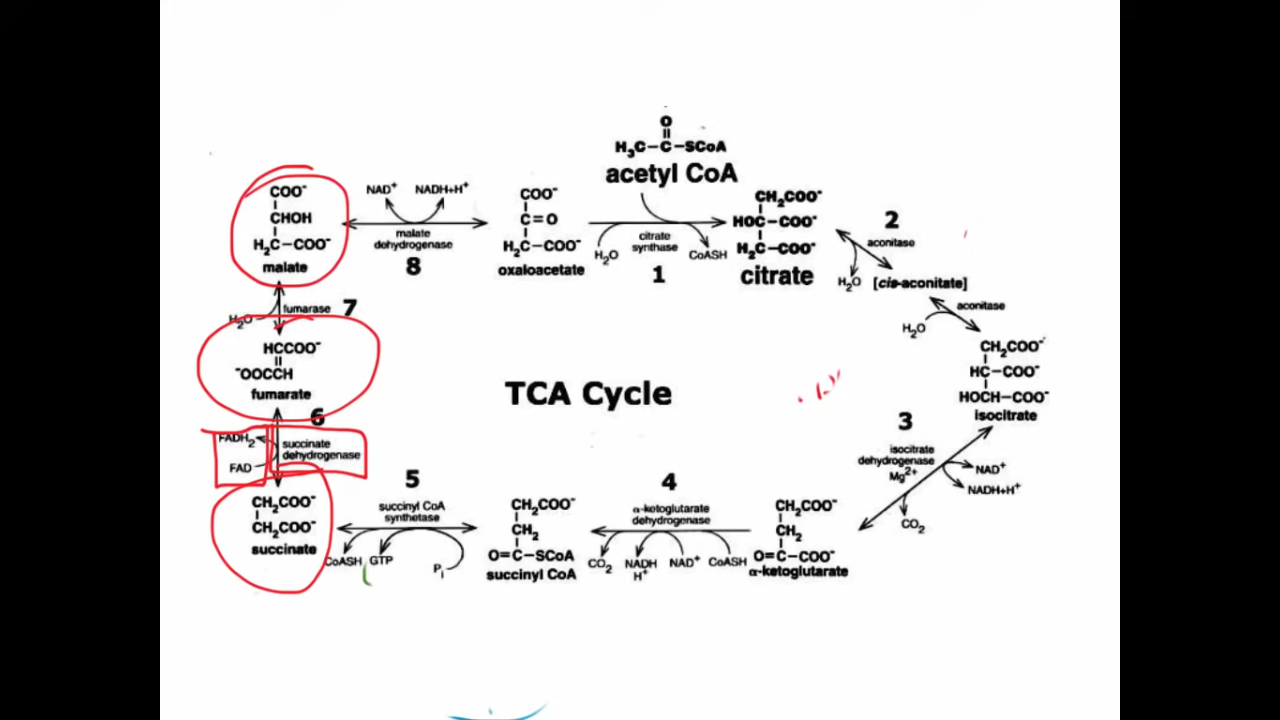 O
||
H₃C–C–SCoA
acetyl CoA
COO⁻
CHOH
H₂C–COO⁻
malate
NAD⁺ NADH+H⁺
malate
dehydrogenase
8
COO⁻
C=O
H₂C–COO⁻
oxaloacetate
H₂O
citrate
synthase
CoASH
1
CH₂COO⁻
HOC–COO⁻
H₂C–COO⁻
citrate
2
aconitase
H₂O
[cis-aconitate]
aconitase
H₂O
CH₂COO⁻
HC–COO⁻
HOCH–COO⁻
isocitrate
3
isocitrate
dehydrogenase
Mg²⁺
NAD⁺
NADH+H⁺
CO₂
CH₂COO⁻
CH₂
O=C–COO⁻
α-ketoglutarate
4
α-ketoglutarate
dehydrogenase
CO₂ NADH NAD⁺ CoASH
H⁺
CH₂COO⁻
CH₂
O=C–SCoA
succinyl CoA
5
succinyl CoA
synthetase
CoASH GTP
Pᵢ
CH₂COO⁻
CH₂COO⁻
succinate
6
succinate
dehydrogenase
FADH₂
FAD
HCCOO⁻
||
⁻OOCCH
fumarate
7
fumarase
H₂O
TCA Cycle